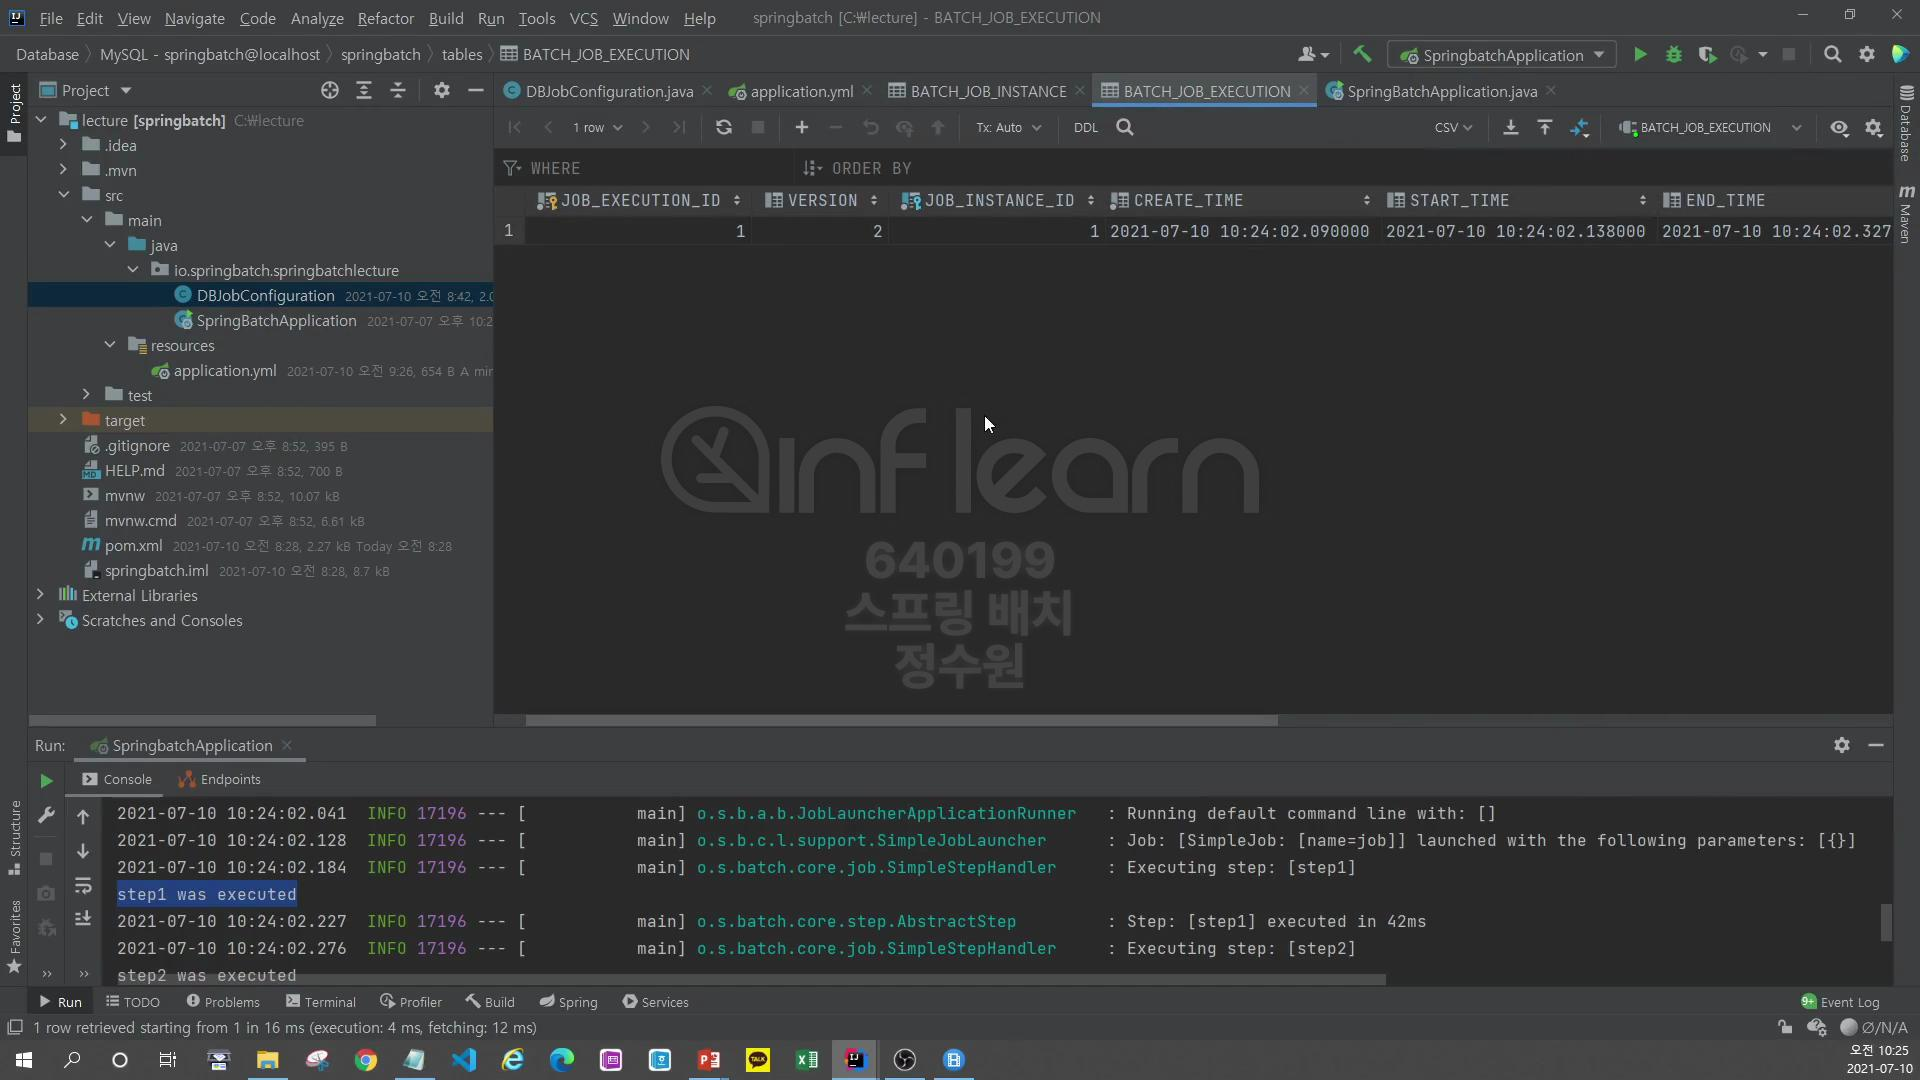 File Edit View Navigate Code Analyze Refactor Build Run Tools VCS Window Help springbatch [C:\lecture] - BATCH_JOB_EXECUTION
Database MySQL - springbatch@localhost springbatch tables BATCH_JOB_EXECUTION SpringbatchApplication
Project
DBJobConfiguration.java application.yml BATCH_JOB_INSTANCE BATCH_JOB_EXECUTION SpringBatchApplication.java
1 row Tx: Auto DDL CSV BATCH_JOB_EXECUTION
WHERE ORDER BY
JOB_EXECUTION_ID VERSION JOB_INSTANCE_ID CREATE_TIME START_TIME END_TIME
1 1 2 1 2021-07-10 10:24:02.090000 2021-07-10 10:24:02.138000 2021-07-10 10:24:02.327
Project
Structure
Favorites
Database
Maven
lecture [springbatch] C:\lecture
.idea
.mvn
src
main
java
io.springbatch.springbatchlecture
DBJobConfiguration 2021-07-10 오전 8:42, 2.0
SpringBatchApplication 2021-07-07 오후 10:2
resources
application.yml 2021-07-10 오전 9:26, 654 B A min
test
target
.gitignore 2021-07-07 오후 8:52, 395 B
HELP.md 2021-07-07 오후 8:52, 700 B
mvnw 2021-07-07 오후 8:52, 10.07 kB
mvnw.cmd 2021-07-07 오후 8:52, 6.61 kB
pom.xml 2021-07-10 오전 8:28, 2.27 kB Today 오전 8:28
springbatch.iml 2021-07-10 오전 8:28, 8.7 kB
External Libraries
Scratches and Consoles
inflearn
640199
스프링 배치
정수원
Run: SpringbatchApplication
Console Endpoints
2021-07-10 10:24:02.041 INFO 17196 --- [ main] o.s.b.a.b.JobLauncherApplicationRunner : Running default command line with: []
2021-07-10 10:24:02.128 INFO 17196 --- [ main] o.s.b.c.l.support.SimpleJobLauncher : Job: [SimpleJob: [name=job]] launched with the following parameters: [{}]
2021-07-10 10:24:02.184 INFO 17196 --- [ main] o.s.batch.core.job.SimpleStepHandler : Executing step: [step1]
step1 was executed
2021-07-10 10:24:02.227 INFO 17196 --- [ main] o.s.batch.core.step.AbstractStep : Step: [step1] executed in 42ms
2021-07-10 10:24:02.276 INFO 17196 --- [ main] o.s.batch.core.job.SimpleStepHandler : Executing step: [step2]
step2 was executed
Run TODO Problems Terminal Profiler Build Spring Services 9+ Event Log
1 row retrieved starting from 1 in 16 ms (execution: 4 ms, fetching: 12 ms) Ø/N/A
TALK
오전 10:25
2021-07-10